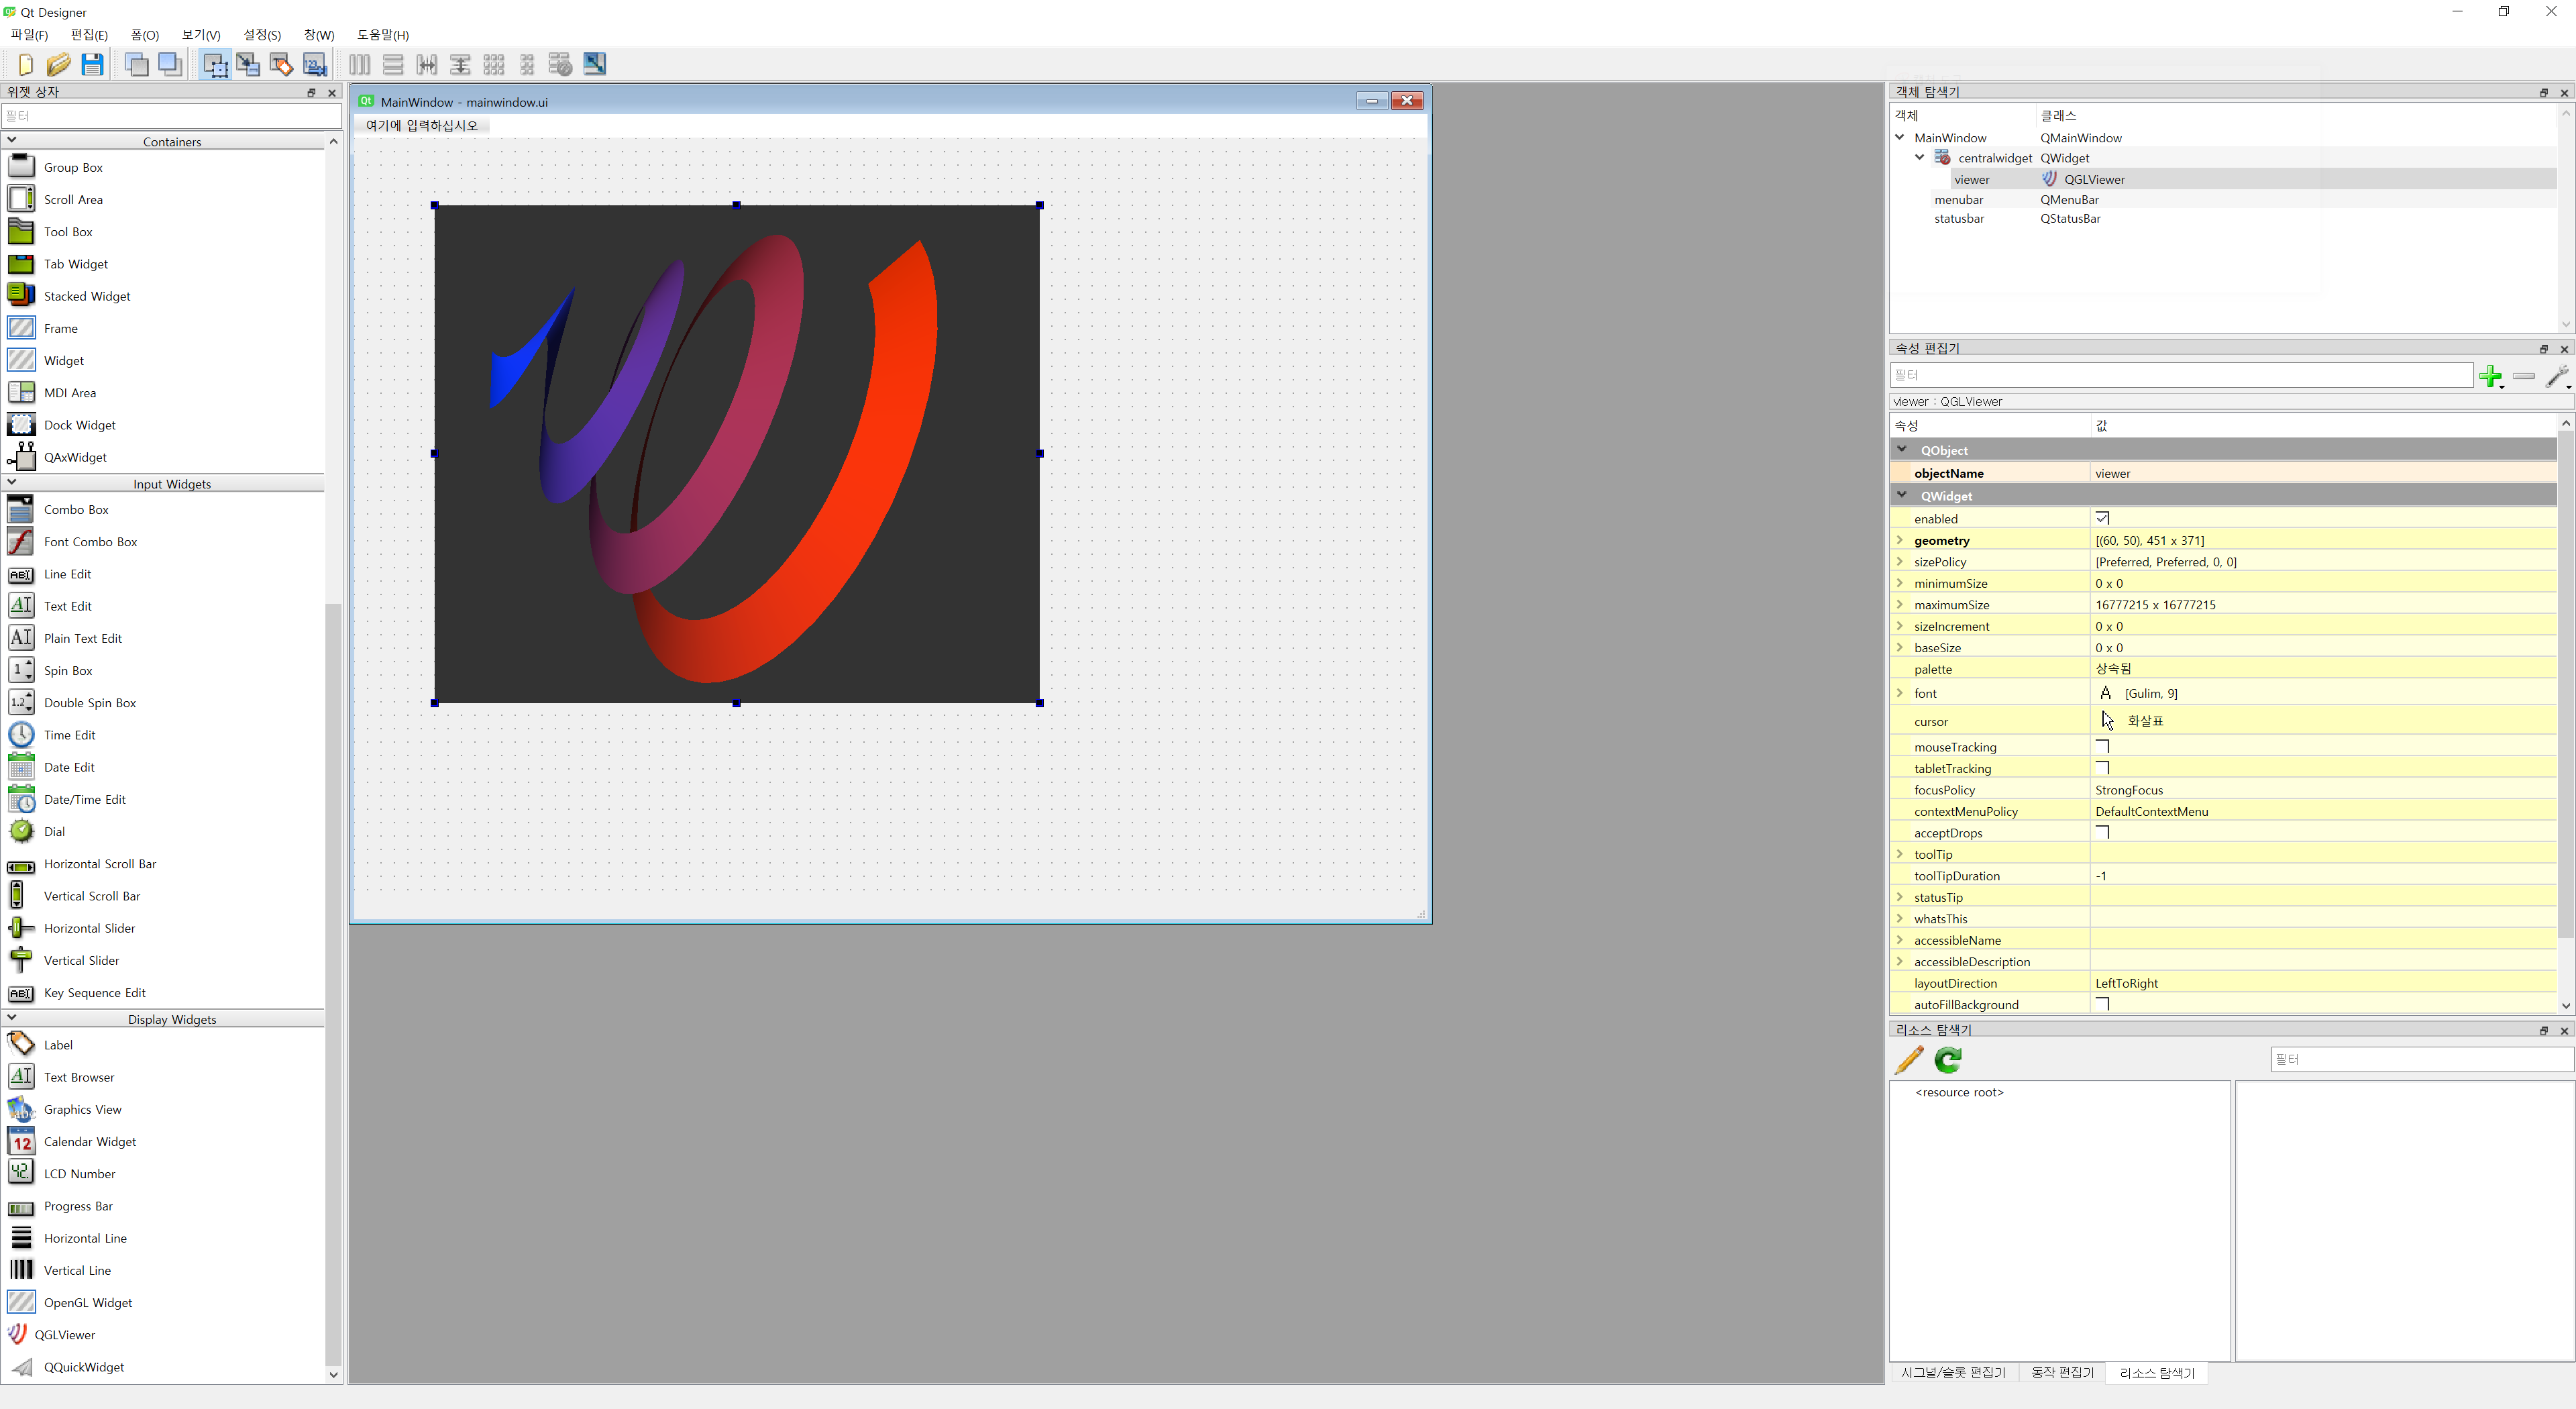 Qt Designer
파일(F) 편집(E) 폼(O) 보기(V) 설정(S) 창(W) 도움말(H)
위젯 상자
필터
Containers
Group Box
Scroll Area
Tool Box
Tab Widget
Stacked Widget
Frame
Widget
MDI Area
Dock Widget
QAxWidget
Input Widgets
Combo Box
Font Combo Box
Line Edit
Text Edit
Plain Text Edit
Spin Box
Double Spin Box
Time Edit
Date Edit
Date/Time Edit
Dial
Horizontal Scroll Bar
Vertical Scroll Bar
Horizontal Slider
Vertical Slider
Key Sequence Edit
Display Widgets
Label
Text Browser
Graphics View
Calendar Widget
LCD Number
Progress Bar
Horizontal Line
Vertical Line
OpenGL Widget
QGLViewer
QQuickWidget
MainWindow - mainwindow.ui
여기에 입력하십시오
객체 탐색기
객체 클래스
MainWindow QMainWindow
centralwidget QWidget
viewer QGLViewer
menubar QMenuBar
statusbar QStatusBar
속성 편집기
필터
viewer : QGLViewer
속성 값
QObject
objectName viewer
QWidget
enabled
geometry [(60, 50), 451 x 371]
sizePolicy [Preferred, Preferred, 0, 0]
minimumSize 0 x 0
maximumSize 16777215 x 16777215
sizeIncrement 0 x 0
baseSize 0 x 0
palette 상속됨
font A [Gulim, 9]
cursor 화살표
mouseTracking
tabletTracking
focusPolicy StrongFocus
contextMenuPolicy DefaultContextMenu
acceptDrops
toolTip
toolTipDuration -1
statusTip
whatsThis
accessibleName
accessibleDescription
layoutDirection LeftToRight
autoFillBackground
리소스 탐색기
필터
<resource root>
시그널/슬롯 편집기 동작 편집기 리소스 탐색기